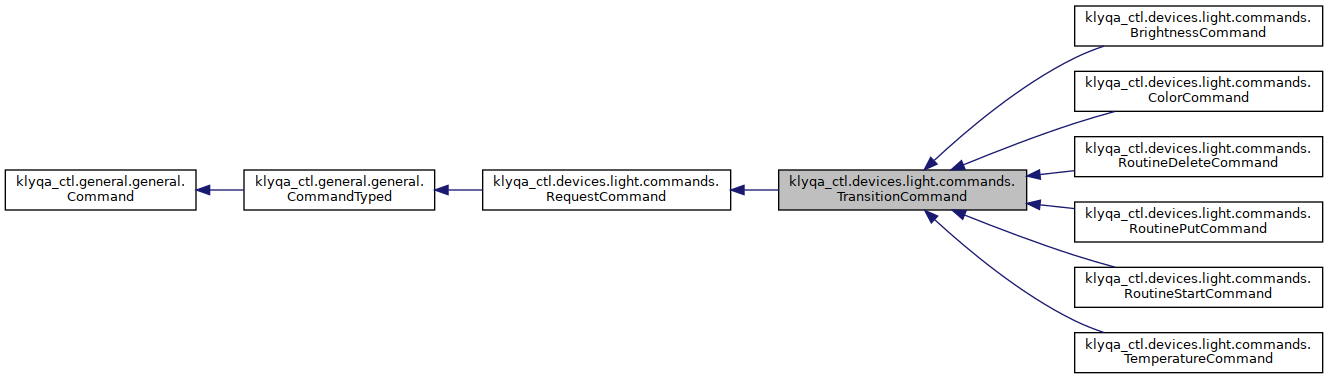 klyqa_ctl.general.general.
Command
klyqa_ctl.general.general.
CommandTyped
klyqa_ctl.devices.light.commands.
RequestCommand
klyqa_ctl.devices.light.commands.
TransitionCommand
klyqa_ctl.devices.light.commands.
BrightnessCommand
klyqa_ctl.devices.light.commands.
ColorCommand
klyqa_ctl.devices.light.commands.
RoutineDeleteCommand
klyqa_ctl.devices.light.commands.
RoutinePutCommand
klyqa_ctl.devices.light.commands.
RoutineStartCommand
klyqa_ctl.devices.light.commands.
TemperatureCommand